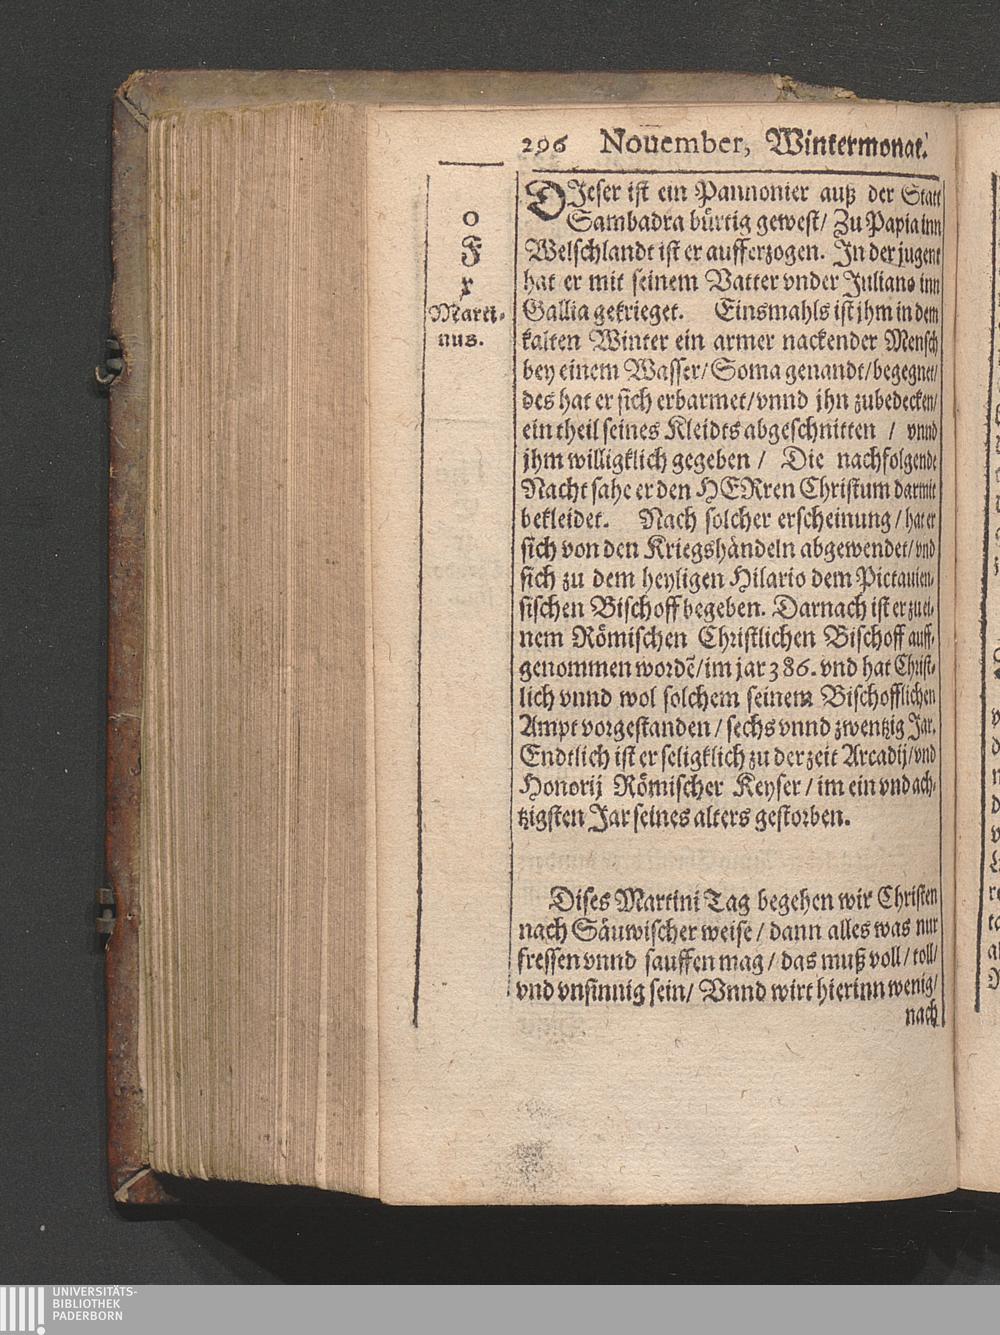 296 Nouember, Wintermonat.
o
F
x
Marti-
nus.
DJeser ist ein Pannonier auß der Statt
Sambadra bürtig gewest/ Zu Papia inn
Welschlandt ist er aufferzogen. In der jugent
hat er mit seinem Vatter vnder Juliano inn
Gallia gekrieget. Einsmahls ist jhm in dem
kalten Winter ein armer nackender Mensch
bey einem Wasser/ Soma genandt/begegnet/
des hat er sich erbarmet/vnnd jhn zubedecken/
ein theil seines Kleidts abgeschnitten / vnnd
jhm willigklich gegeben / Die nachfolgende
Nacht sahe er den HERren Christum darmit
bekleidet. Nach solcher erscheinung / hat er
sich von den Kriegshändeln abgewendet/vnd
sich zu dem heyligen Hilario dem Pictauien-
sischen Bischoff begeben. Darnach ist er zu ei-
nem Römischen Christlichen Bischoff auff-
genommen wordē/im jar 386. vnd hat Christ-
lich vnnd wol solchem seinem Bischofflichen
Ampt vorgestanden / sechs vnnd zwentzig Jar.
Endtlich ist er seligklich zu der zeit Arcadij/vnd
Honorij Römischer Keyser / im ein vnd ach-
tzigsten Jar seines alters gestorben.
Dises Martini Tag begehen wir Christen
nach Säuwischer weise / dann alles was nur
fressen vnnd sauffen mag / das muß voll/ toll/
vnd vnsinnig sein/ Vnnd wirt hierinn wenig/
nach
UNIVERSITÄTS-
BIBLIOTHEK
PADERBORN